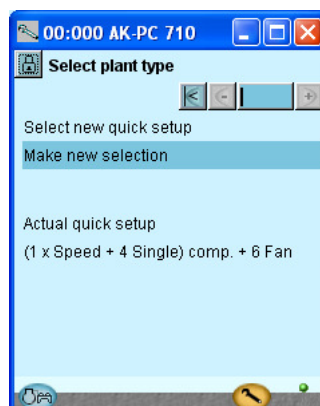 00:000 AK-PC 710
Select plant type
Select new quick setup
Make new selection
Actual quick setup
(1 x Speed + 4 Single) comp. + 6 Fan